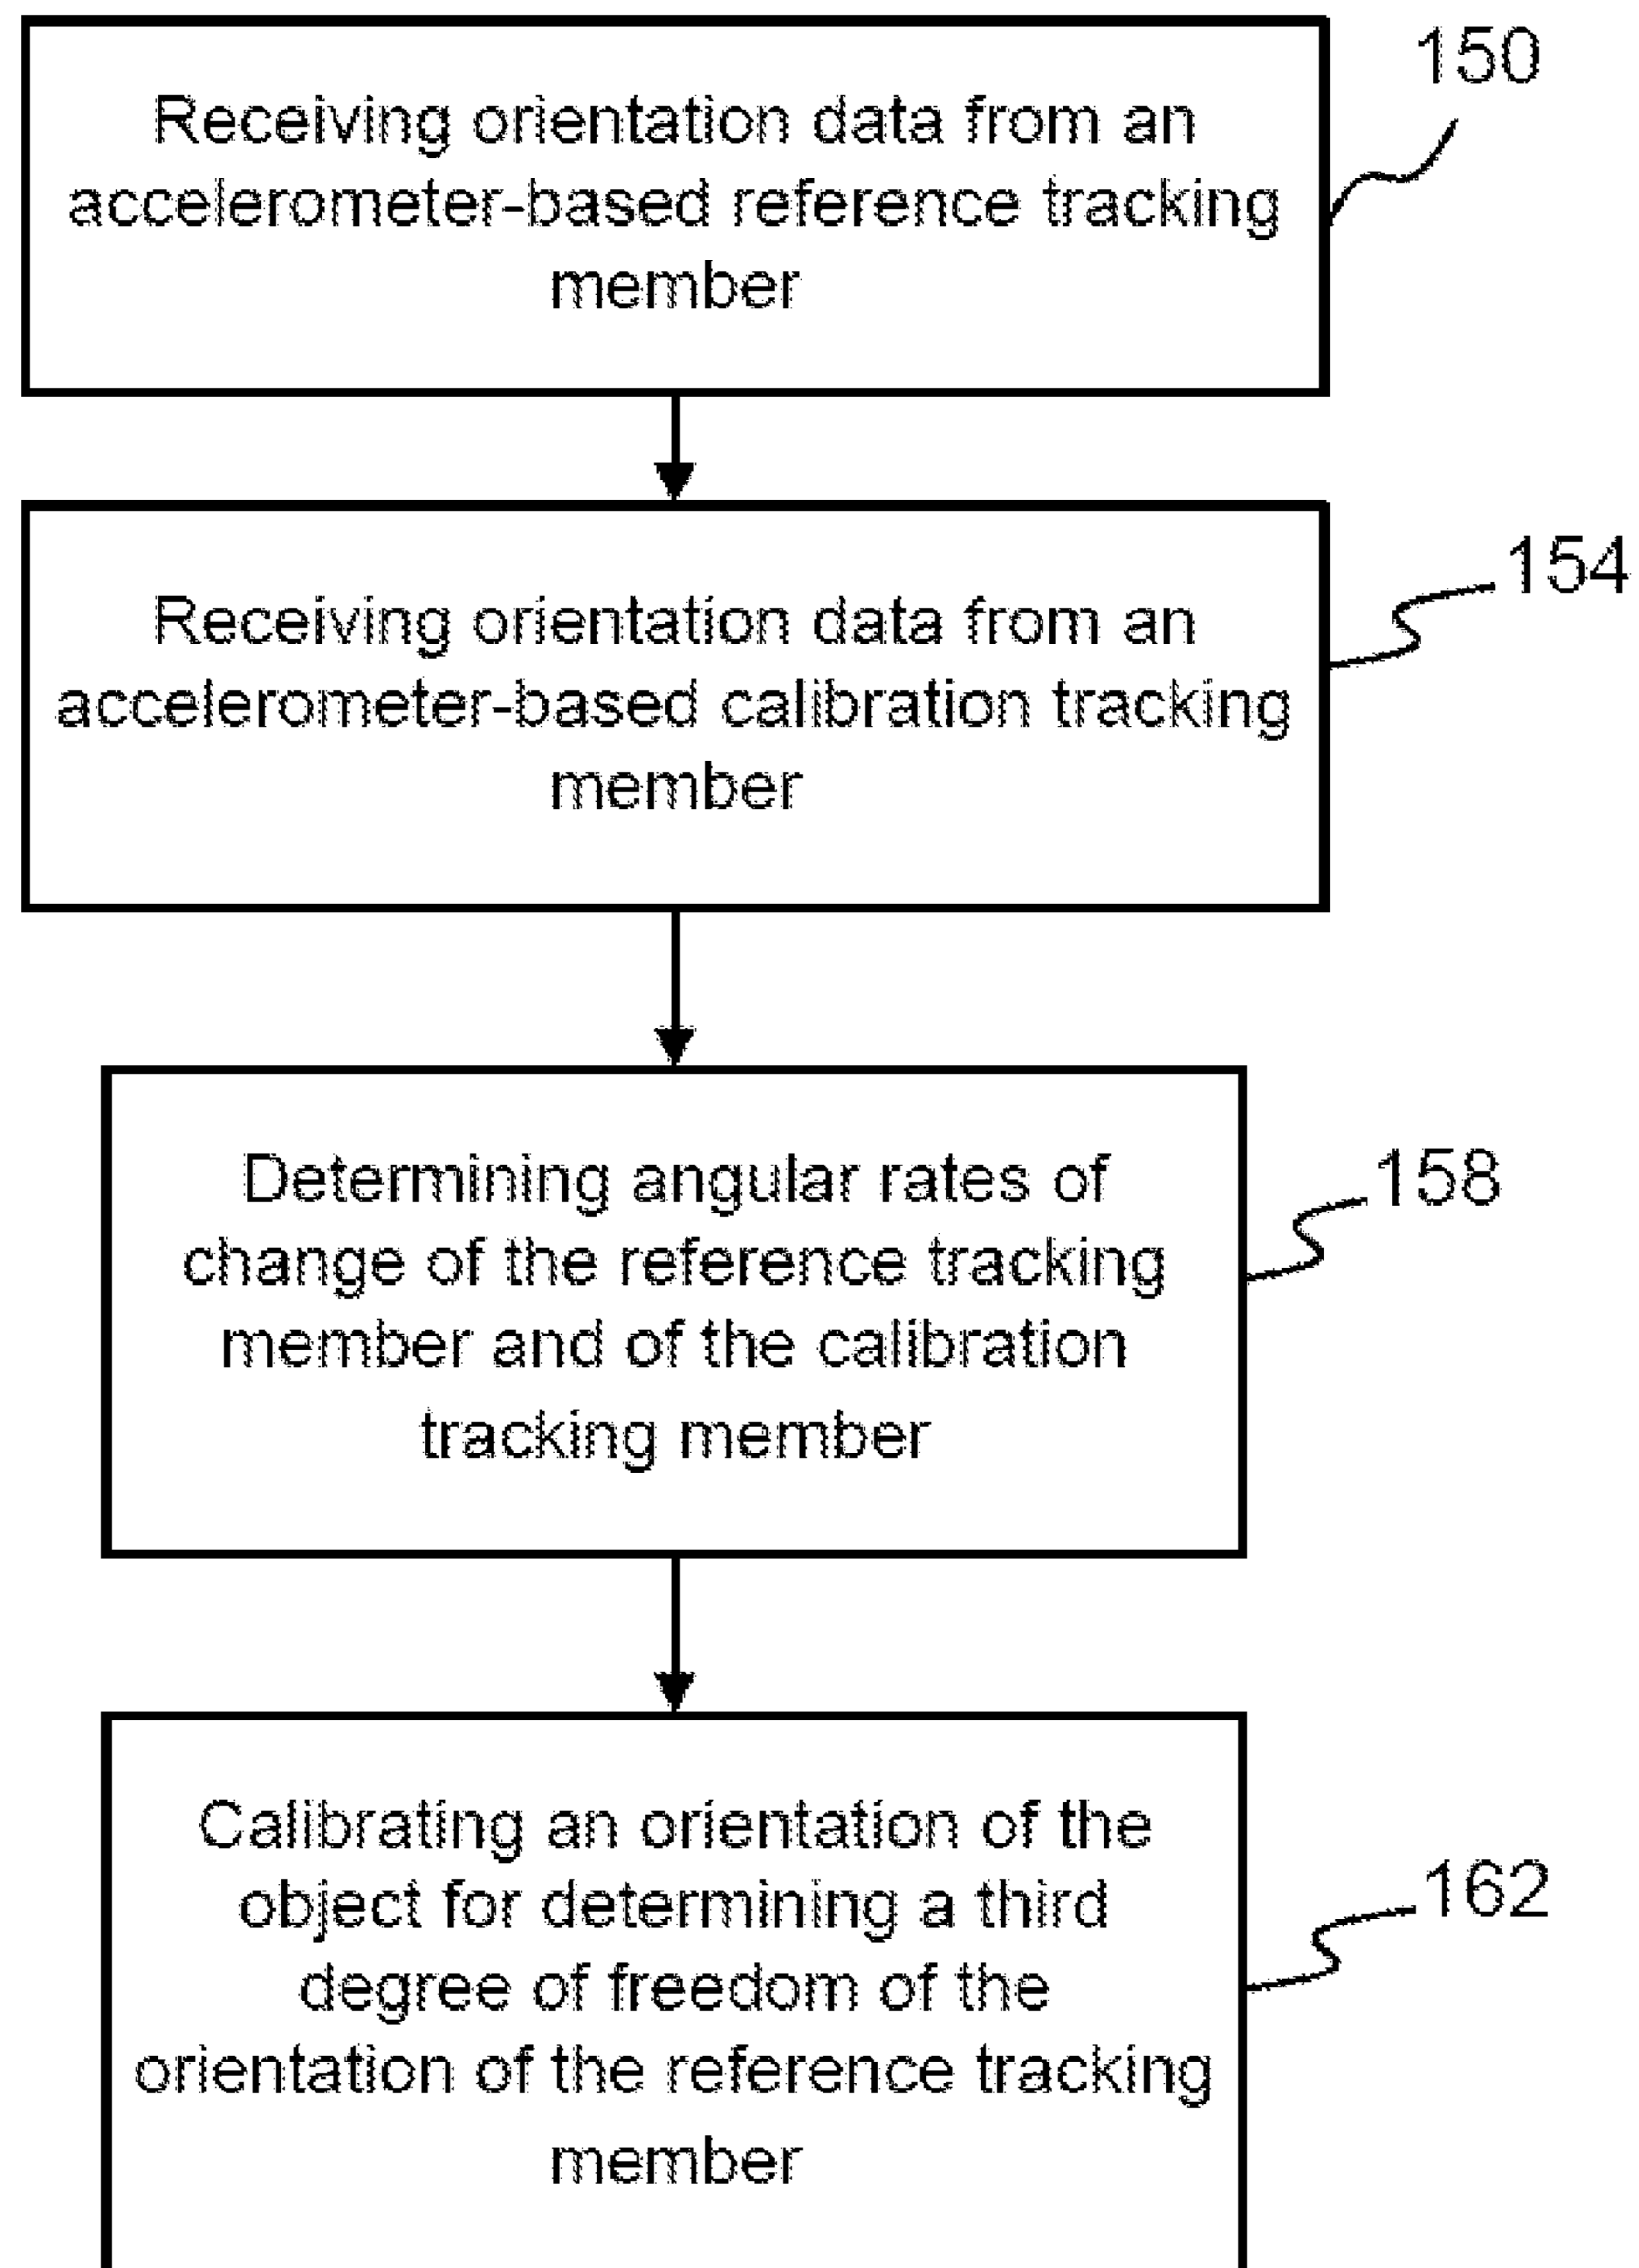 150
Receiving orientation data from an
accelerometer-based reference tracking
member
154
Receiving orientation data from an
accelerometer-based calibration tracking
member
158
Determining angular rates of
change of the reference tracking
member and of the calibration
tracking member
162
Calibrating an orientation of the
object for determining a third
degree of freedom of the
orientation of the reference tracking
member